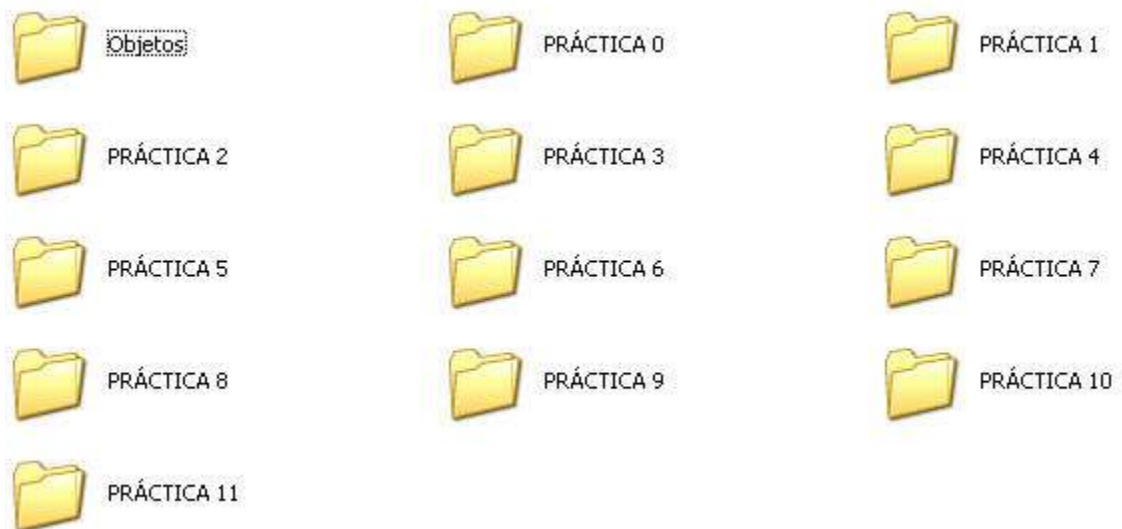 Objetos
PRÁCTICA 0
PRÁCTICA 1
PRÁCTICA 2
PRÁCTICA 3
PRÁCTICA 4
PRÁCTICA 5
PRÁCTICA 6
PRÁCTICA 7
PRÁCTICA 8
PRÁCTICA 9
PRÁCTICA 10
PRÁCTICA 11